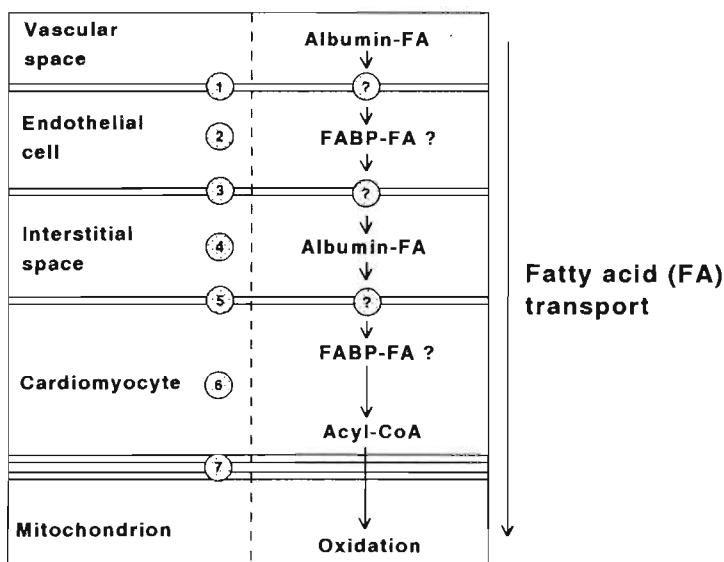 Vascular
space
Albumin-FA
1
?
Endothelial
cell
2
FABP-FA ?
3
?
Interstitial
space
4
Albumin-FA
5
?
FABP-FA ?
Cardiomyocyte
6
Acyl-CoA
7
Mitochondrion
Oxidation
Fatty acid (FA)
transport